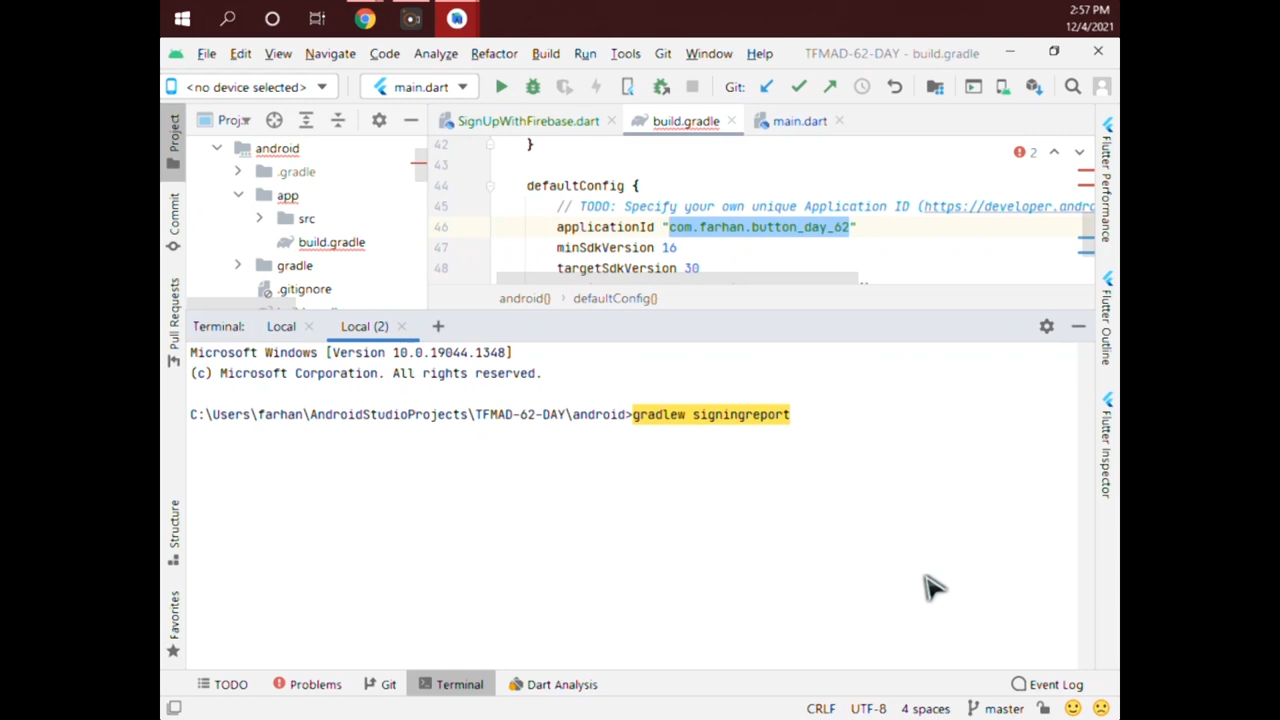 2:57 PM
12/4/2021
File Edit View Navigate Code Analyze Refactor Build Run Tools Git Window Help TFMAD-62-DAY - build.gradle
<no device selected> main.dart Git:
Proj SignUpWithFirebase.dart build.gradle main.dart
android
.gradle
app
src
build.gradle
gradle
.gitignore
42 }
43
44 defaultConfig {
45 // TODO: Specify your own unique Application ID (https://developer.andro
46 applicationId "com.farhan.button_day_62"
47 minSdkVersion 16
48 targetSdkVersion 30
2
android() › defaultConfig()
Project
Commit
Pull Requests
Structure
Favorites
Flutter Performance
Flutter Outline
Flutter Inspector
Terminal: Local Local (2)
Microsoft Windows [Version 10.0.19044.1348]
(c) Microsoft Corporation. All rights reserved.
C:\Users\farhan\AndroidStudioProjects\TFMAD-62-DAY\android>gradlew signingreport
TODO Problems Git Terminal Dart Analysis Event Log
CRLF UTF-8 4 spaces master